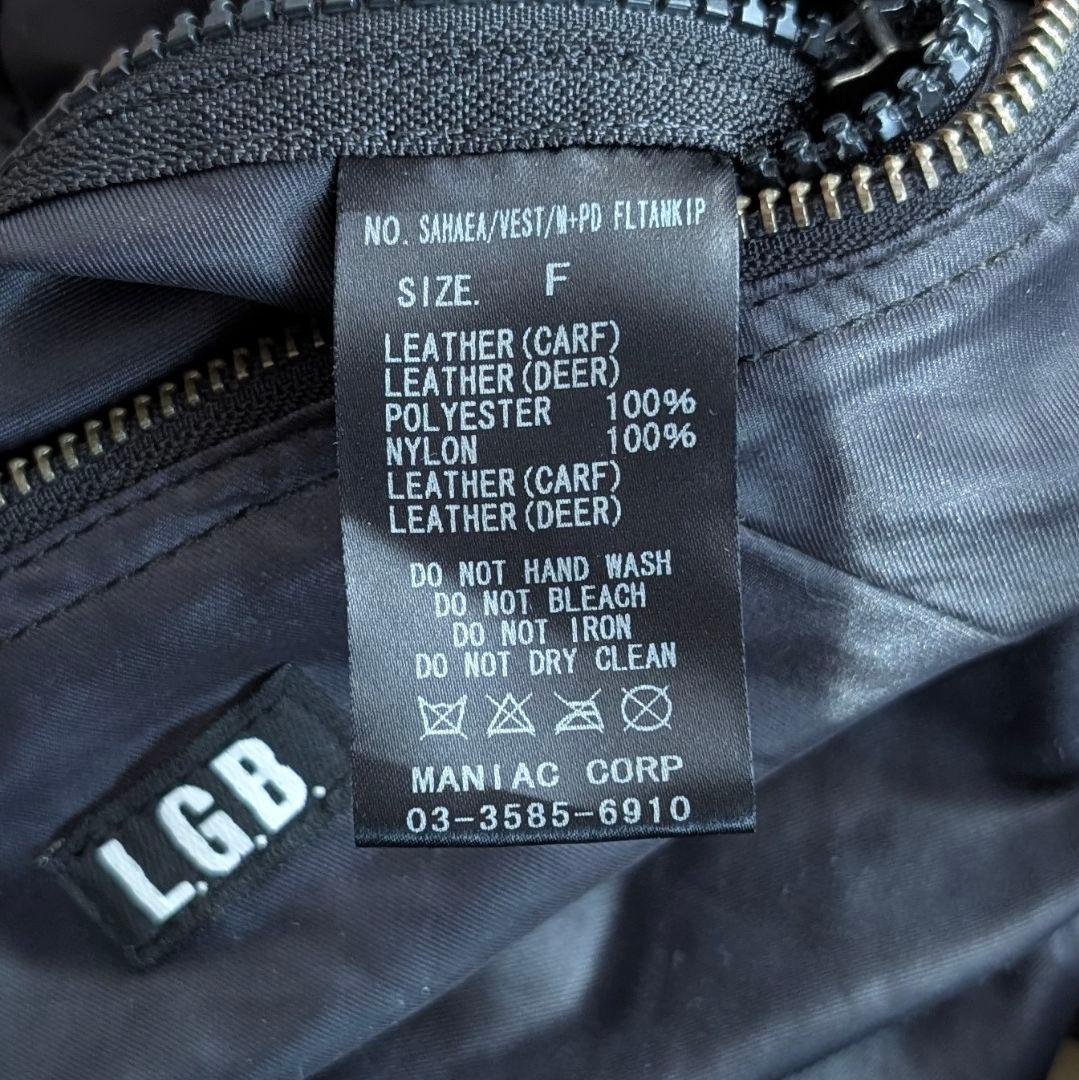 NO. SAHAEA/VEST/N+PD FLTANKIP
SIZE. F
LEATHER(CARF)
LEATHER(DEER)
POLYESTER 100%
NYLON 100%
LEATHER(CARF)
LEATHER(DEER)
DO NOT HAND WASH
DO NOT BLEACH
DO NOT IRON
DO NOT DRY CLEAN
MANIAC CORP
03-3585-6910
L.G.B.